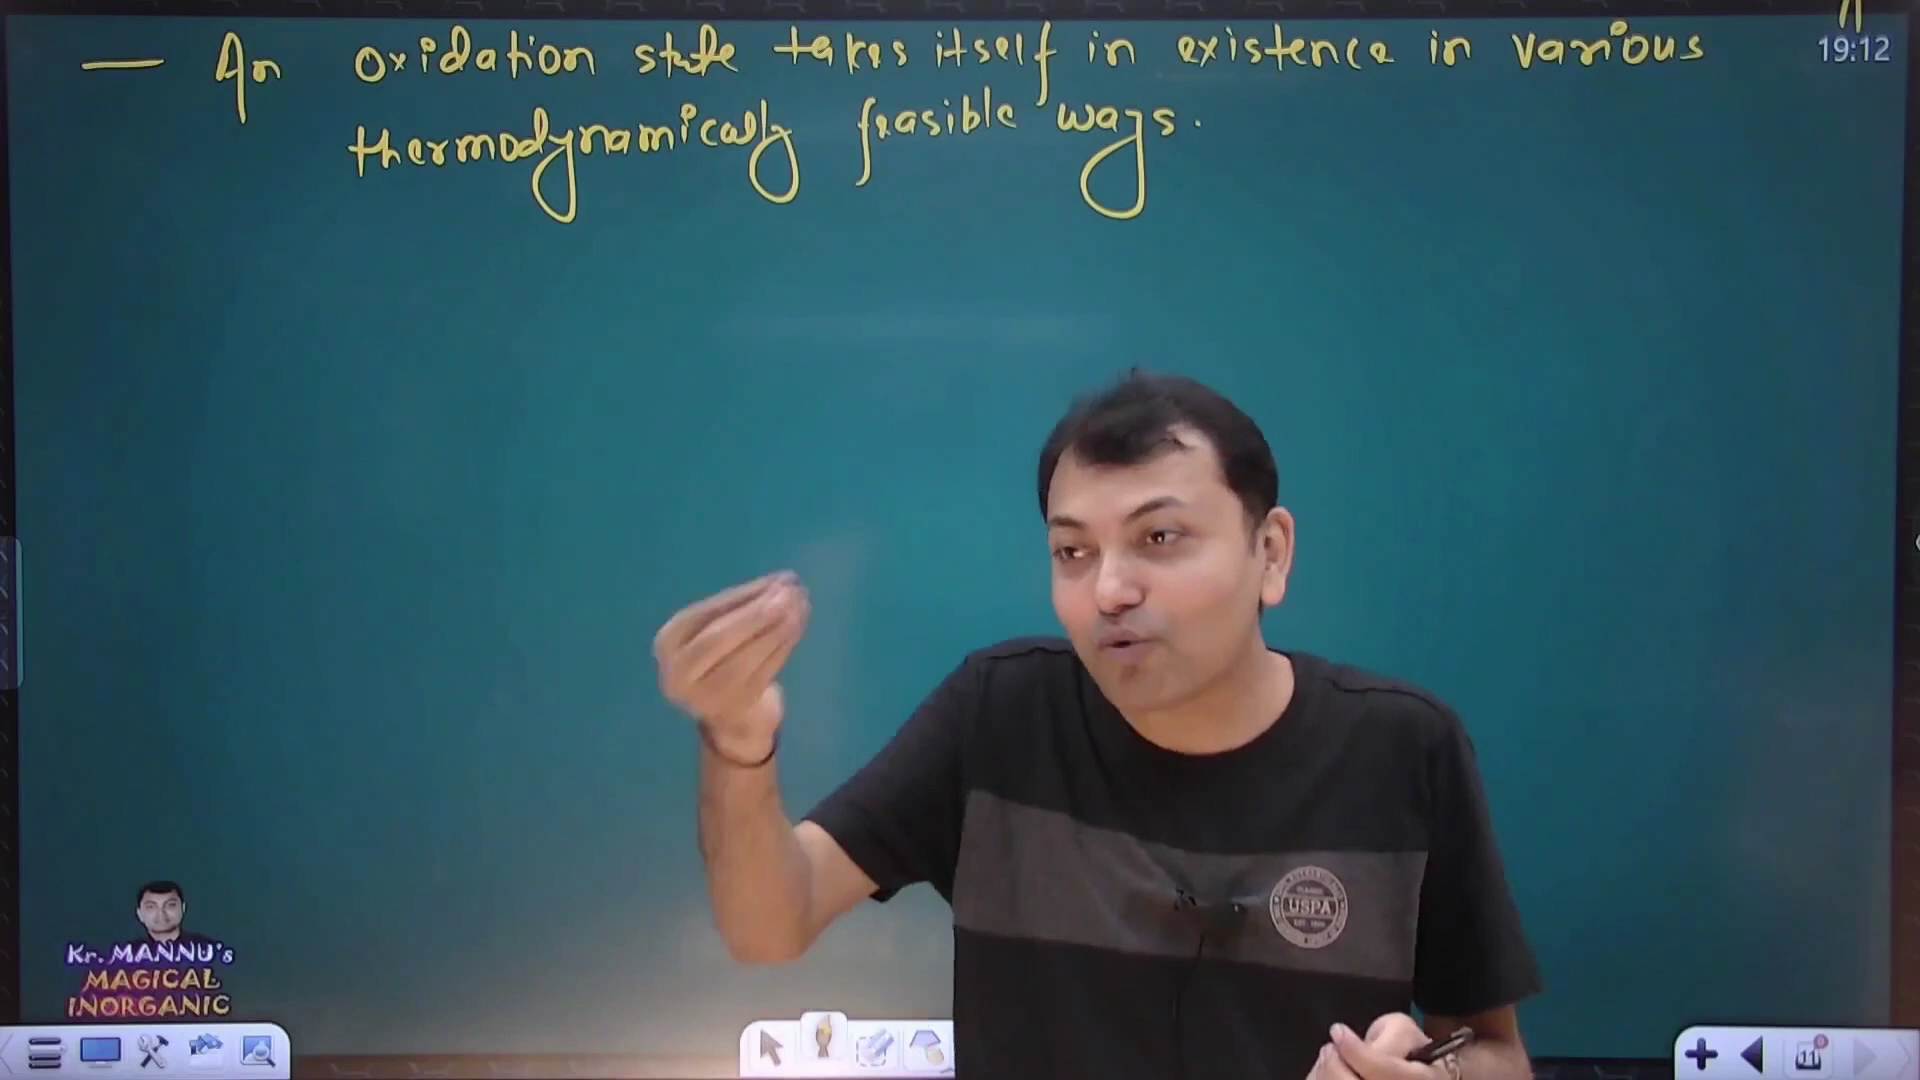 — An oxidation state takes itself in existence in various
19:12
thermodynamically feasible ways.
USPA
Kr. MANNU's
MAGICAL
INORGANIC
11